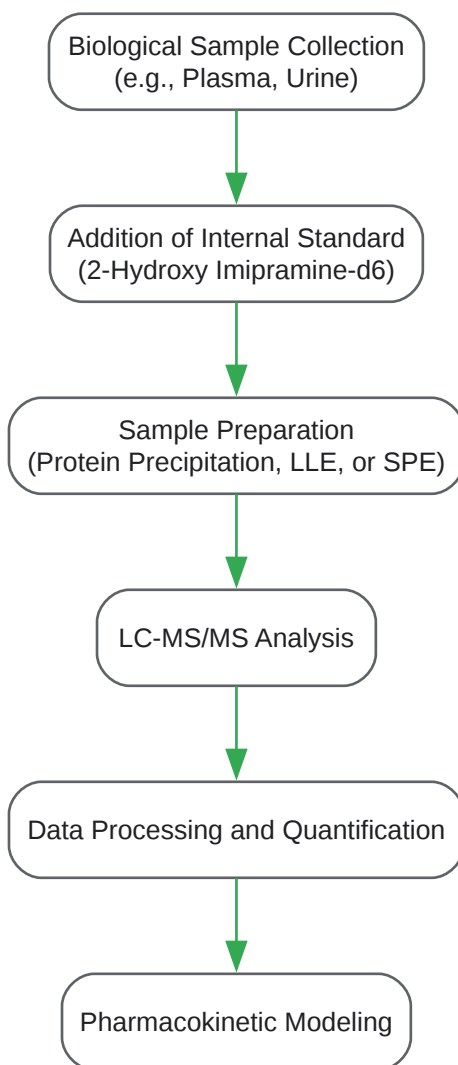 Biological Sample Collection
(e.g., Plasma, Urine)
Addition of Internal Standard
(2-Hydroxy Imipramine-d6)
Sample Preparation
(Protein Precipitation, LLE, or SPE)
LC-MS/MS Analysis
Data Processing and Quantification
Pharmacokinetic Modeling